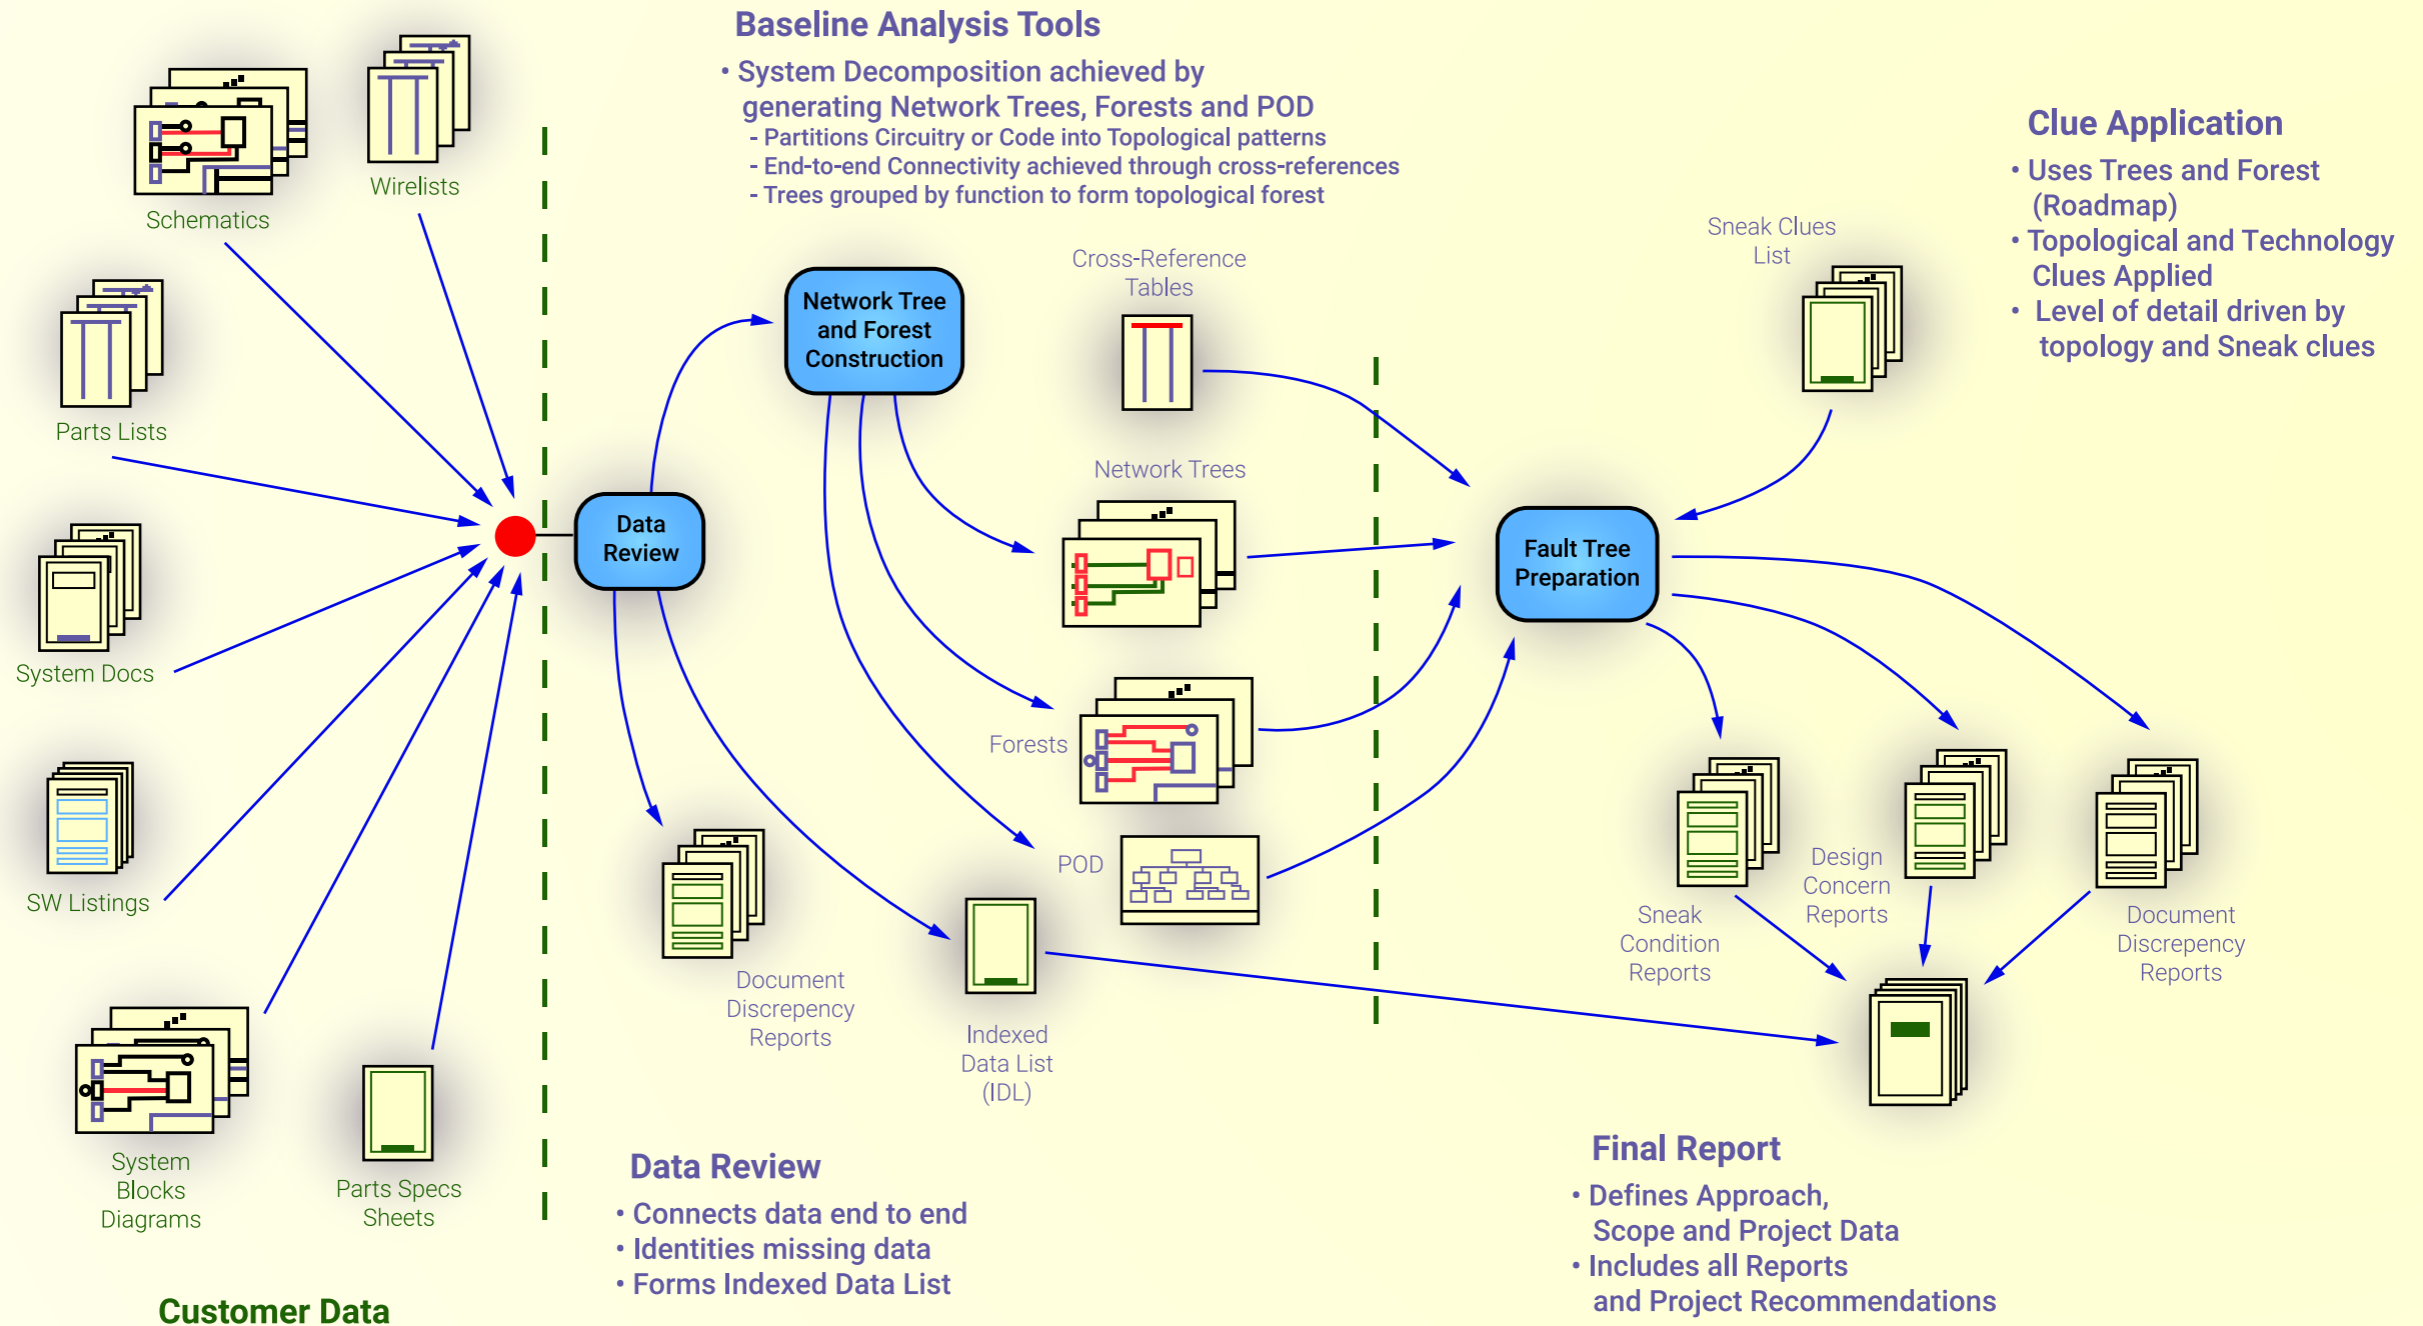 Baseline Analysis Tools
• System Decomposition achieved by
generating Network Trees, Forests and POD
- Partitions Circuitry or Code into Topological patterns
- End-to-end Connectivity achieved through cross-references
- Trees grouped by function to form topological forest
Clue Application
• Uses Trees and Forest
(Roadmap)
• Topological and Technology
Clues Applied
• Level of detail driven by
topology and Sneak clues
Schematics
Wirelists
Parts Lists
System Docs
SW Listings
System
Blocks
Diagrams
Parts Specs
Sheets
Customer Data
Data
Review
Network Tree
and Forest
Construction
Cross-Reference
Tables
Network Trees
Forests
POD
Document
Discrepency
Reports
Indexed
Data List
(IDL)
Data Review
• Connects data end to end
• Identities missing data
• Forms Indexed Data List
Sneak Clues
List
Fault Tree
Preparation
Sneak
Condition
Reports
Design
Concern
Reports
Document
Discrepency
Reports
Final Report
• Defines Approach,
Scope and Project Data
• Includes all Reports
and Project Recommendations